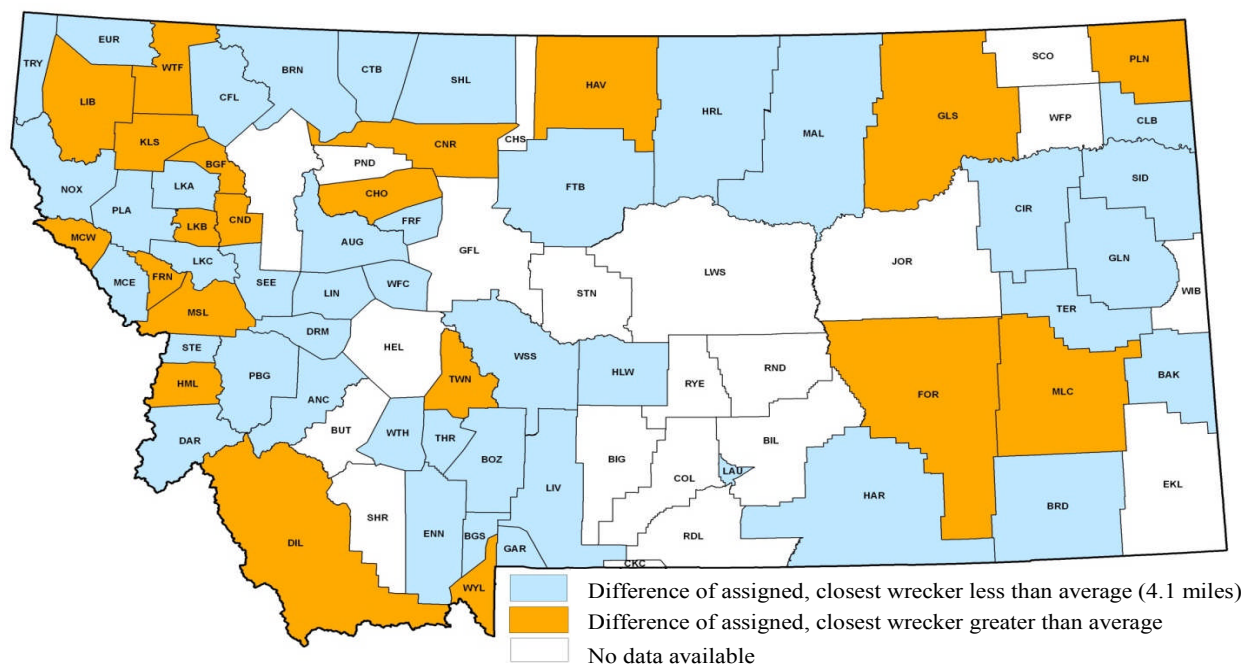 EUR
TRY
WTF
BRN
CTB
SHL
LIB
CFL
HAV
HRL
MAL
GLS
SCO
PLN
WFP
CLB
KLS
BGF
PND
CNR
CHS
NOX
PLA
LKA
CHO
FTB
SID
CIR
MCW
LKB
CND
FRF
AUG
GFL
LWS
JOR
GLN
MCE
FRN
LKC
SEE
LIN
WFC
STN
WIB
MSL
DRM
TER
STE
HEL
WSS
HML
PBG
TWN
HLW
RYE
RND
FOR
MLC
BAK
ANC
DAR
BUT
WTH
THR
BOZ
BIG
BIL
LAU
COL
LIV
HAR
EKL
SHR
BRD
DIL
ENN
BGS
GAR
RDL
WYL
CKC
Difference of assigned, closest wrecker less than average (4.1 miles)
Difference of assigned, closest wrecker greater than average
No data available